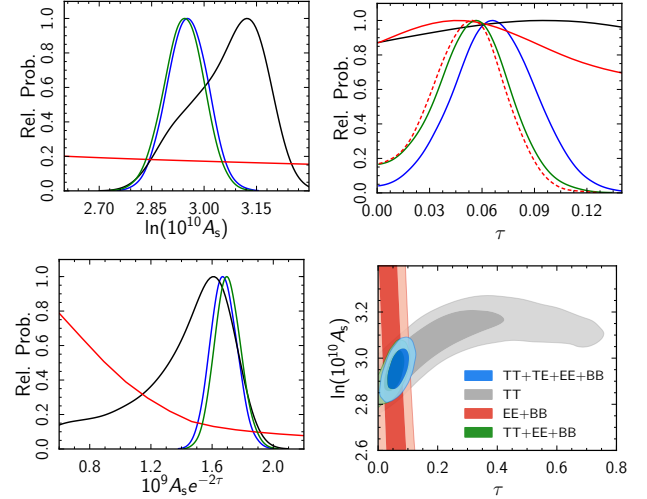 Rel. Prob.
1.0
0.8
0.6
0.4
0.2
0.0
2.70 2.85 3.00 3.15
ln(10¹⁰Aₛ)
Rel. Prob.
1.0
0.8
0.6
0.4
0.2
0.0
0.00 0.03 0.06 0.09 0.12
τ
Rel. Prob.
1.0
0.8
0.6
0.4
0.2
0.0
0.8 1.2 1.6 2.0
10⁹Aₛe⁻²τ
ln(10¹⁰ Aₛ)
3.4
3.2
3.0
2.8
2.6
TT+TE+EE+BB
TT
EE+BB
TT+EE+BB
0.0 0.2 0.4 0.6 0.8
τ